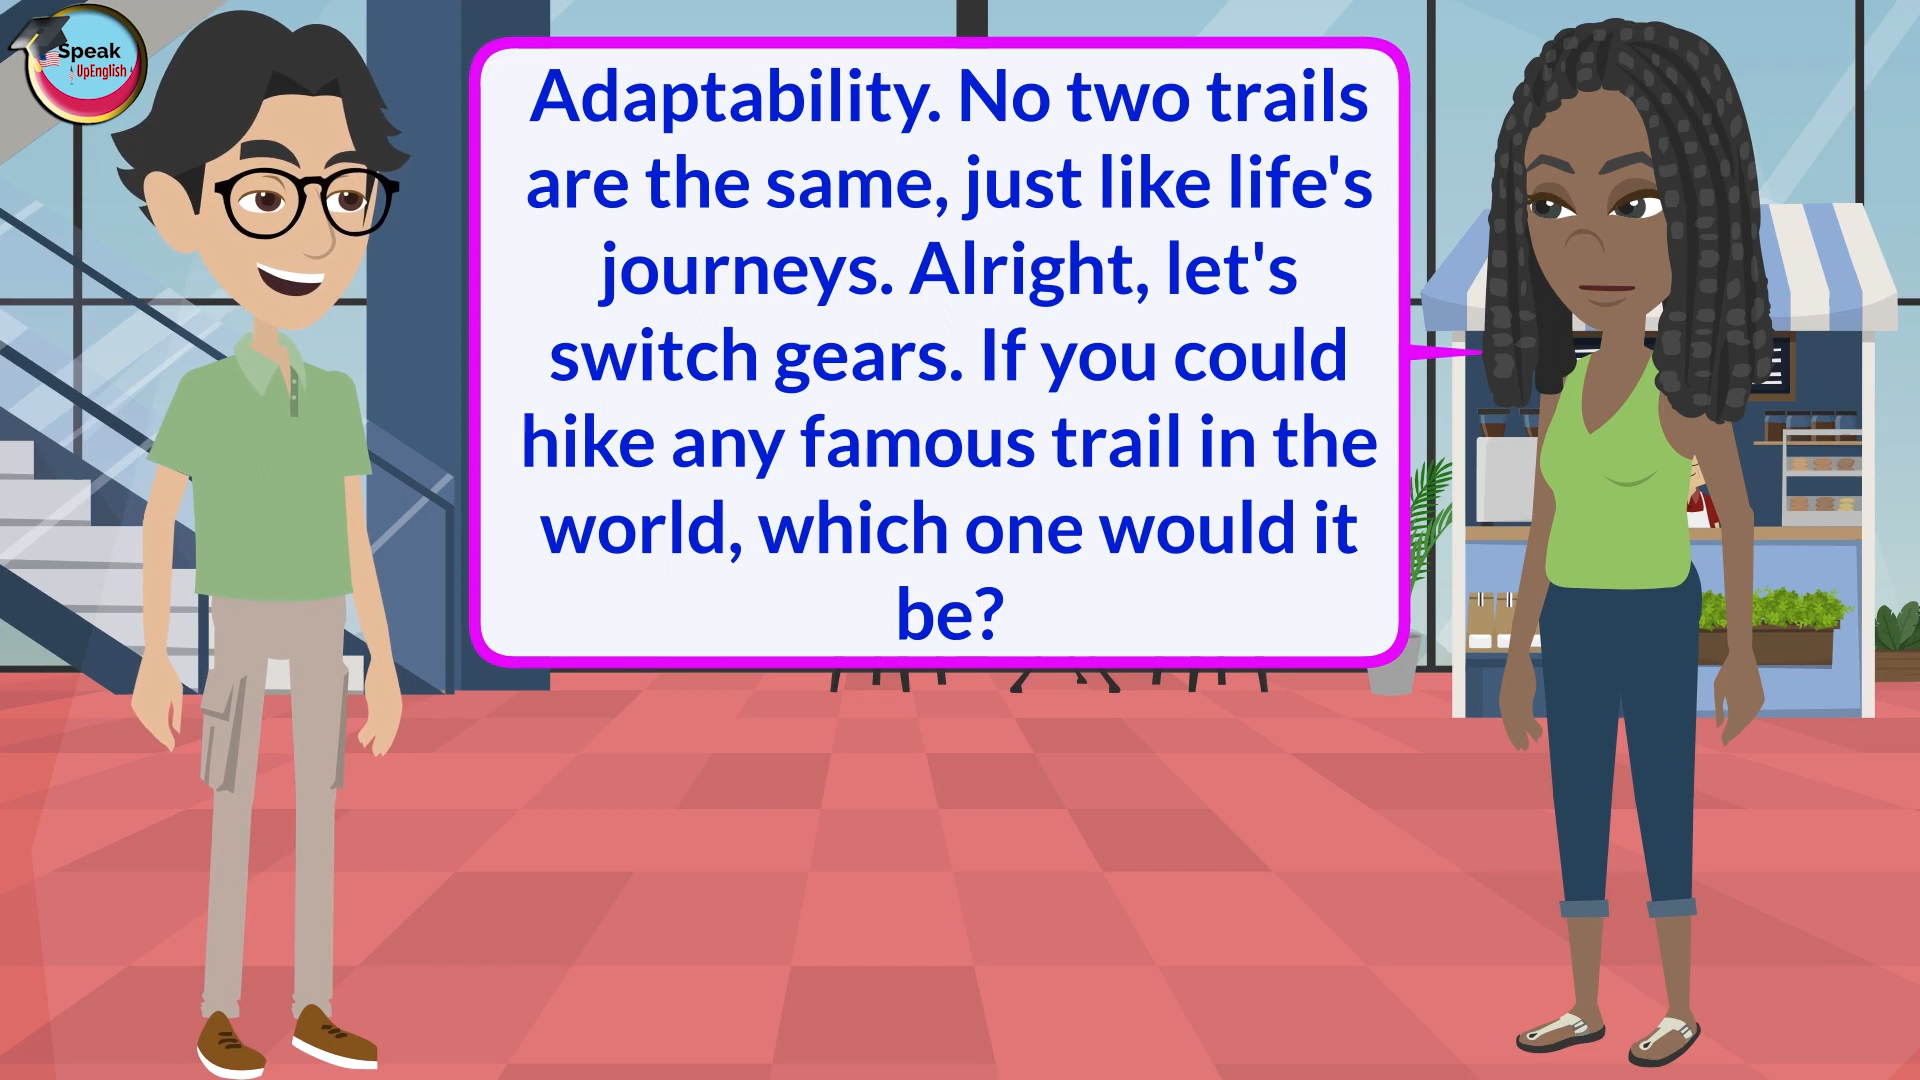 Speak
UpEnglish
Adaptability. No two trails
are the same, just like life's
journeys. Alright, let's
switch gears. If you could
hike any famous trail in the
world, which one would it
be?